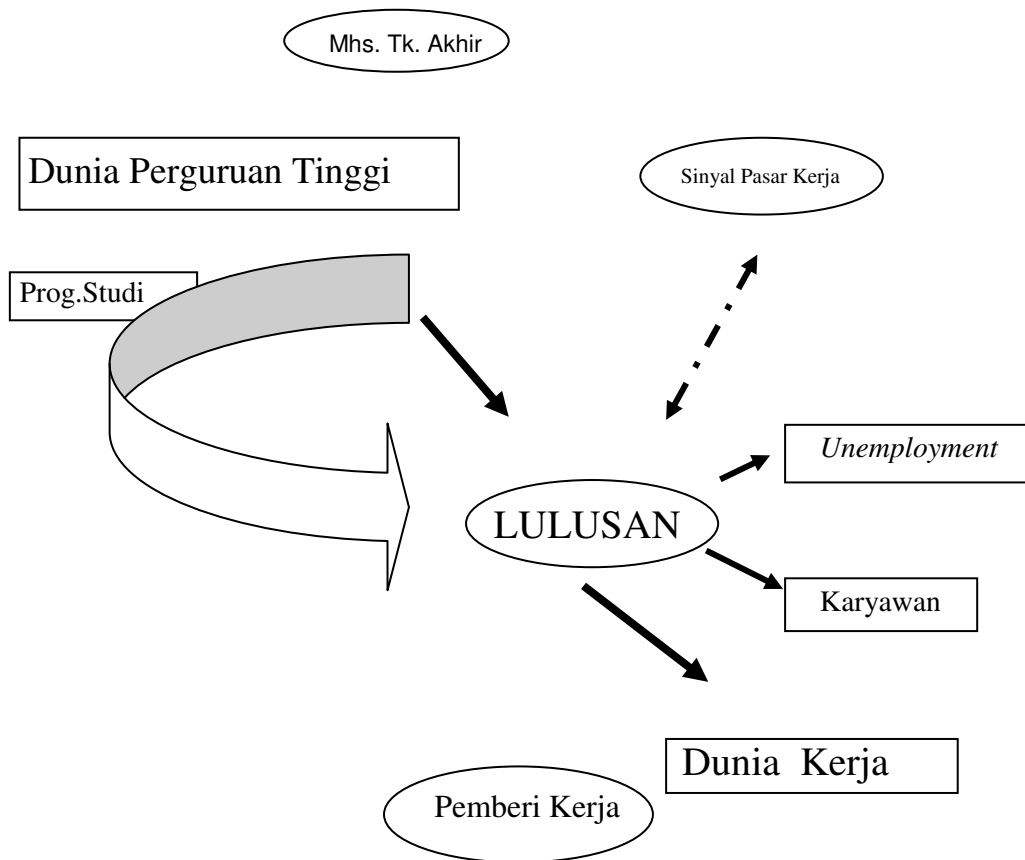 Mhs. Tk. Akhir
Dunia Perguruan Tinggi
Sinyal Pasar Kerja
Prog.Studi
Unemployment
LULUSAN
Karyawan
Dunia Kerja
Pemberi Kerja